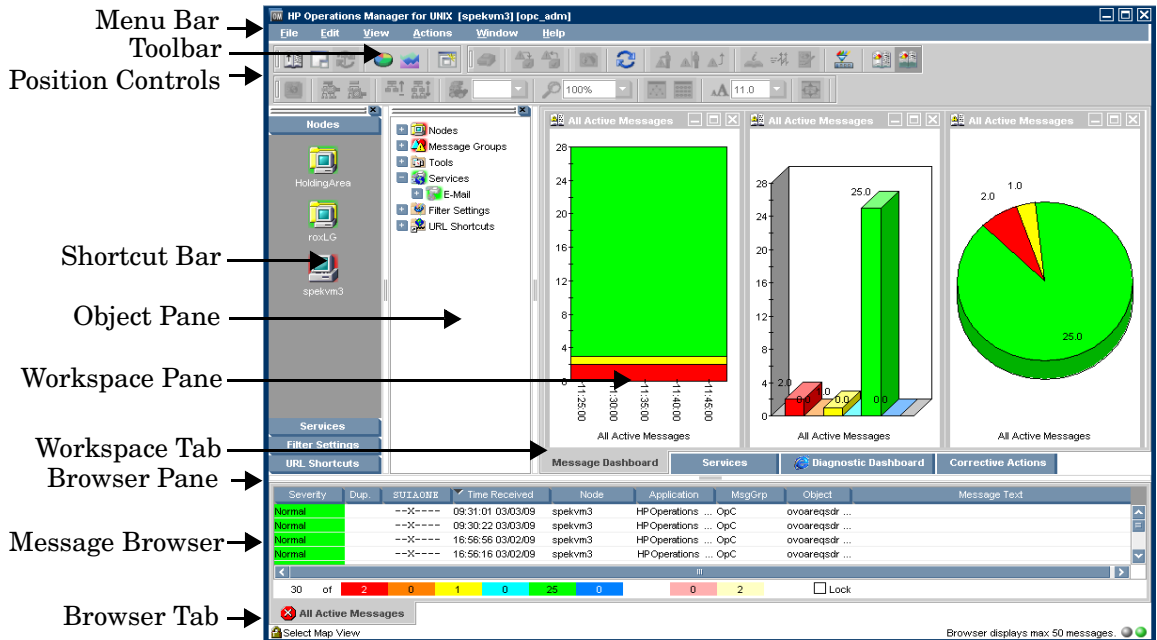 Menu Bar
Toolbar
Position Controls
Shortcut Bar
Object Pane
Workspace Pane
Workspace Tab
Browser Pane
Message Browser
Browser Tab
HP Operations Manager for UNIX [spekvm3] [opc_adm]
File Edit View Actions Window Help
100% 11.0
Nodes
HoldingArea
roxLG
spekvm3
Services
Filter Settings
URL Shortcuts
Nodes
Message Groups
Tools
Services
E-Mail
Filter Settings
URL Shortcuts
All Active Messages
28
24
20
16
12
8
4
0
11:25:00
11:30:00
11:35:00
11:40:00
11:45:00
All Active Messages
All Active Messages
28
24
20
16
12
8
4
0
2.0
0.0
1.0
0.0
25.0
0.0
All Active Messages
All Active Messages
2.0
1.0
25.0
All Active Messages
Message Dashboard Services Diagnostic Dashboard Corrective Actions
Severity Dup. SUIAONE Time Received Node Application MsgGrp Object Message Text
Normal --X---- 09:31:01 03/03/09 spekvm3 HP Operations ... OpC ovoareqsdr ...
Normal --X---- 09:30:22 03/03/09 spekvm3 HP Operations ... OpC ovoareqsdr ...
Normal --X---- 16:56:56 03/02/09 spekvm3 HP Operations ... OpC ovoareqsdr ...
Normal --X---- 16:56:16 03/02/09 spekvm3 HP Operations ... OpC ovoareqsdr ...
30 of 2 0 1 0 25 0 0 2 Lock
All Active Messages
Select Map View Browser displays max 50 messages.